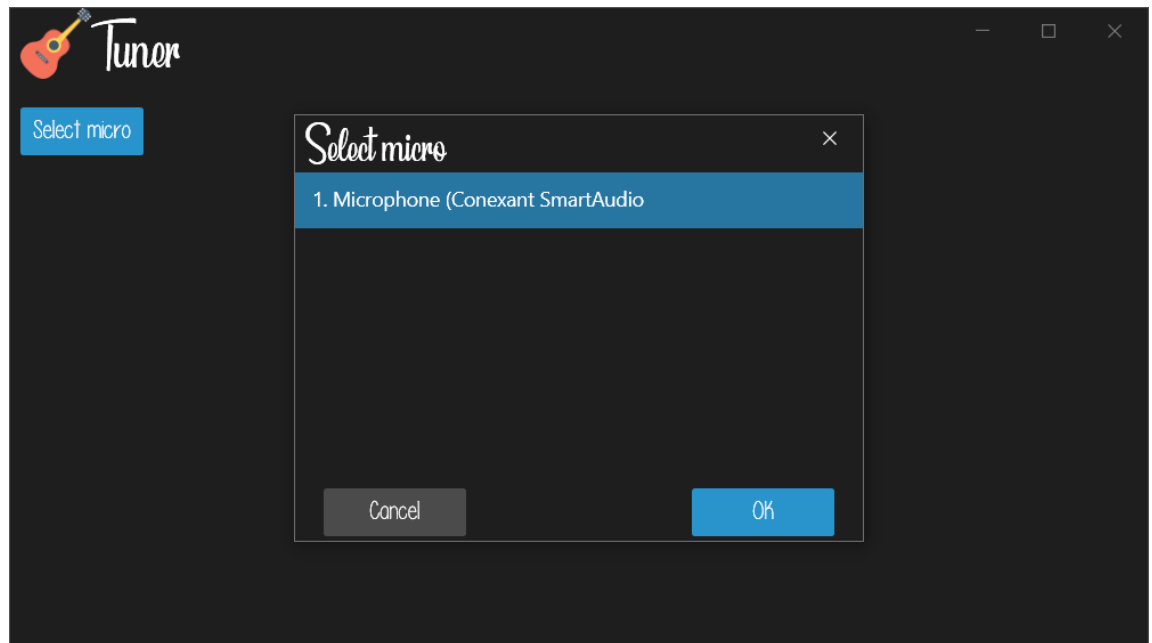 Tuner
Select micro
Select micro
1. Microphone (Conexant SmartAudio
Cancel
OK